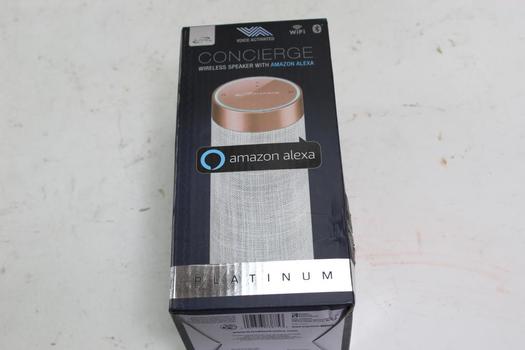 VOICE ACTIVATED
WiFi
CONCIERGE
WIRELESS SPEAKER WITH AMAZON ALEXA
amazon alexa
PLATINUM